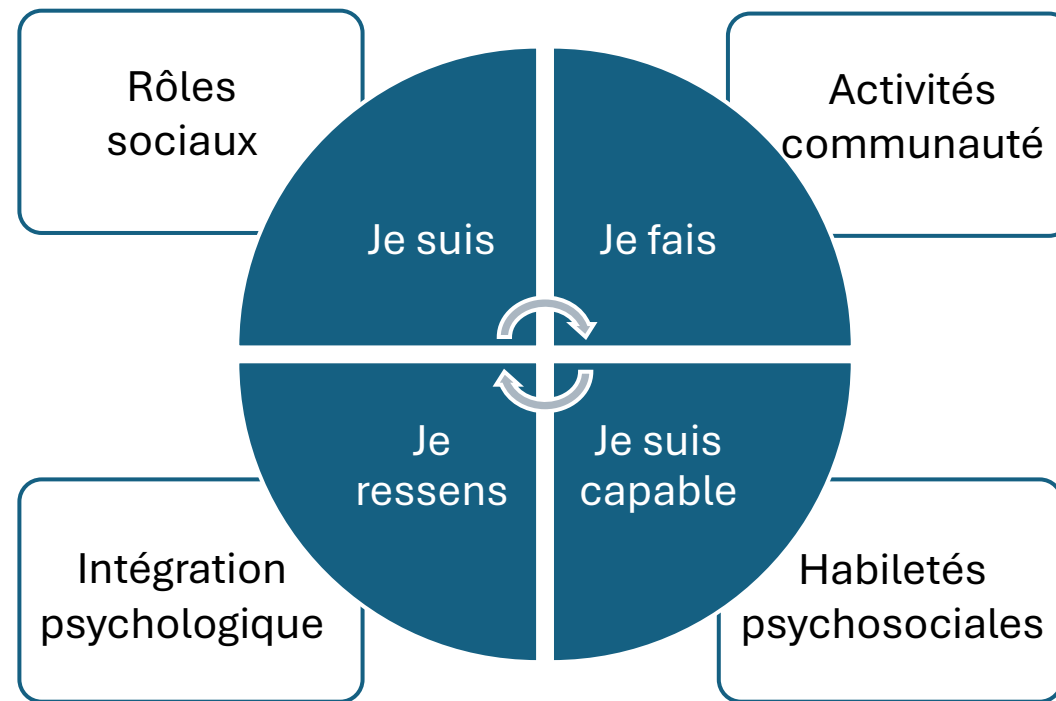 Rôles
sociaux
Activités
communauté
Je suis
Je fais
Je
ressens
Je suis
capable
Intégration
psychologique
Habiletés
psychosociales